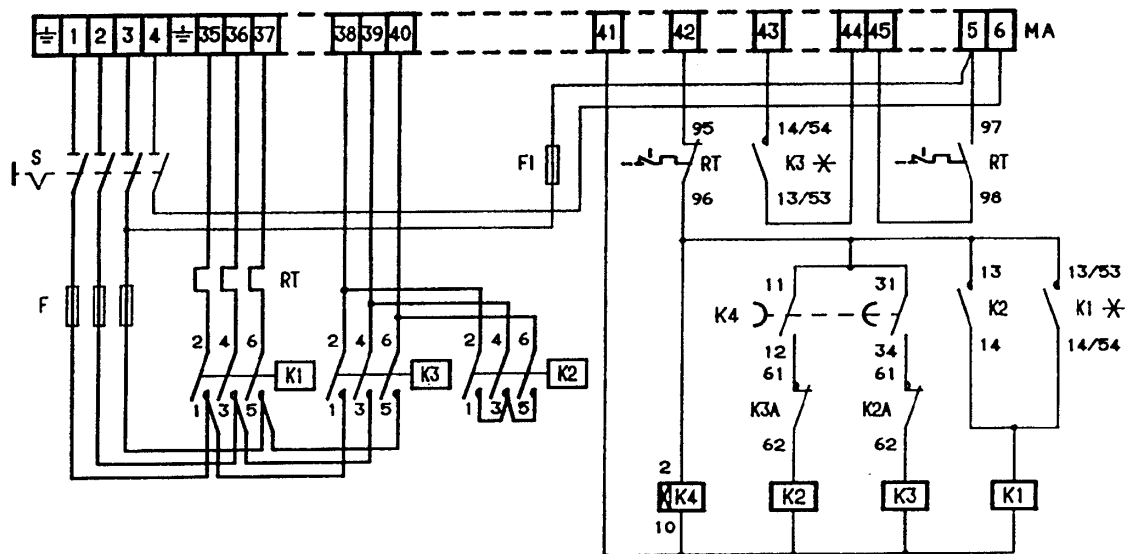 1 2 3 4 35 36 37 38 39 40 41 42 43 44 45 5 6 MA
95 14/54 97
S F1 RT K3 RT
96 13/53 98
F RT
11 31 13 13/53
K4 K2 K1
2 4 6 2 4 6 2 4 6 12 34 14 14/54
K1 K3 K2 61 61
1 3 5 1 3 5 1 3 5 K3A K2A
62 62
2
K4 K2 K3 K1
10